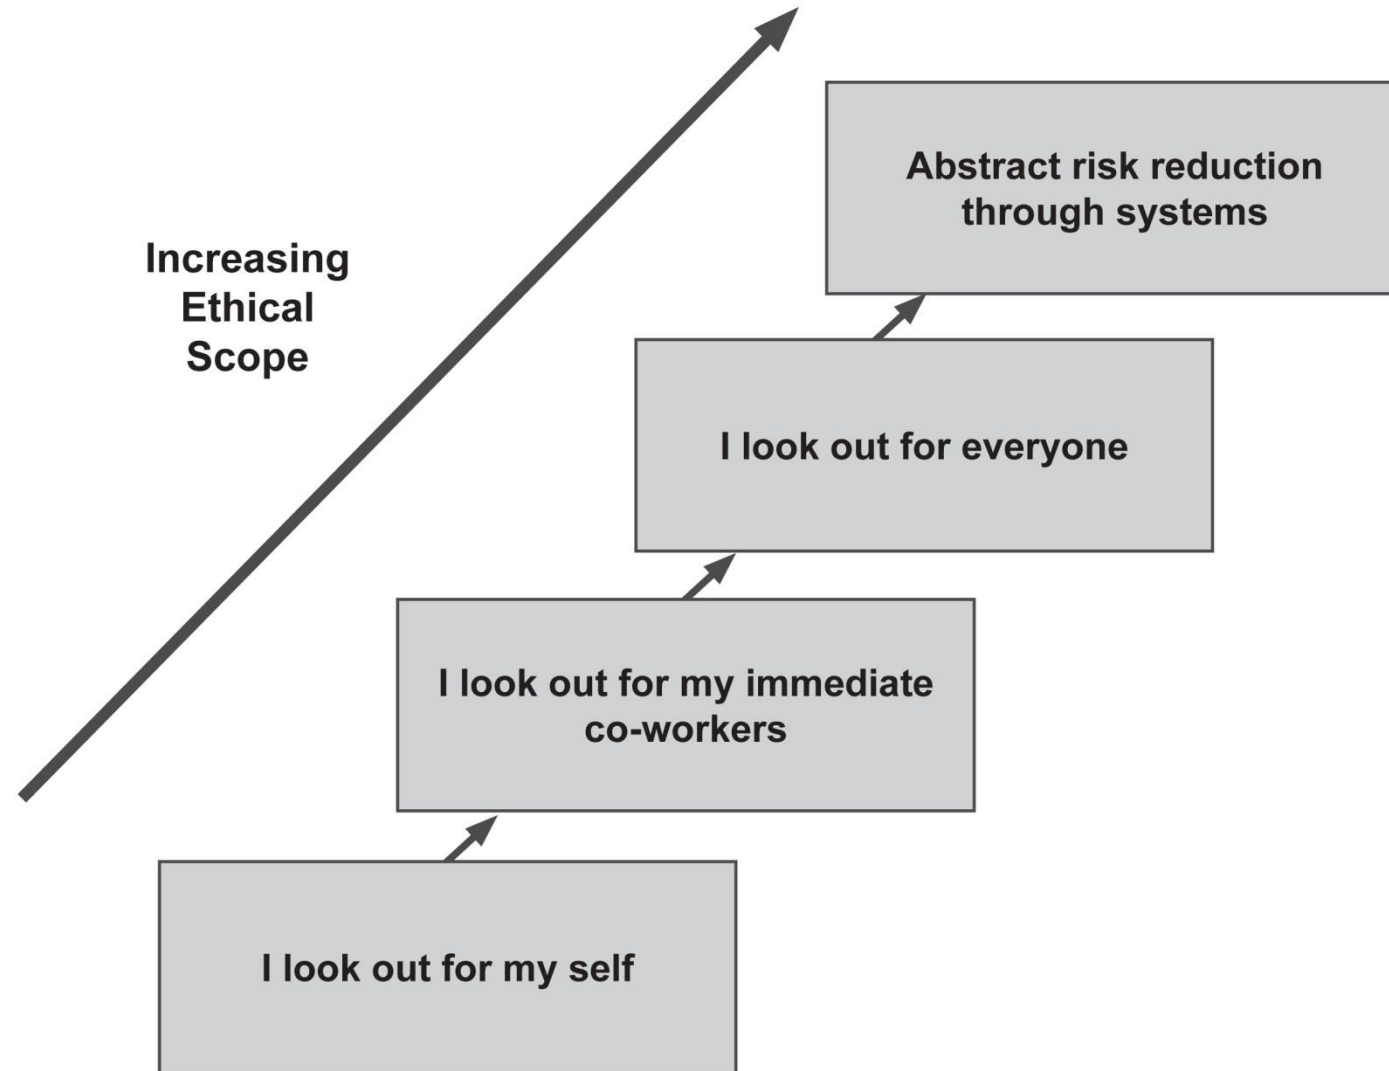 Abstract risk reduction
through systems
Increasing
Ethical
Scope
I look out for everyone
I look out for my immediate
co-workers
I look out for my self